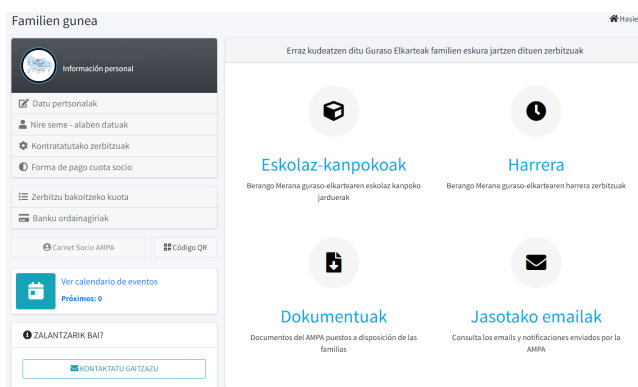 Familien gunea
Hasie
Información personal
Datu pertsonalak
Nire seme - alaben datuak
Kontratatutako zerbitzuak
Forma de pago cuota socio
Zerbitzu bakoitzeko kuota
Banku ordainagiriak
Carnet Socio AMPA
Código QR
Ver calendario de eventos
Próximos: 0
ZALANTZARIK BAI?
KONTAKTATU GAITZAZU
Erraz kudeatzen ditu Guraso Elkarteak familien eskura jartzen dituen zerbitzuak
Eskolaz-kanpokoak
Berango Merana guraso-elkartearen eskolaz kanpoko
jarduerak
Harrera
Berango Merana guraso-elkartearen harrera zerbitzuak
Dokumentuak
Documentos del AMPA puestos a disposición de las
familias
Jasotako emailak
Consulta los emails y notificaciones enviados por la
AMPA